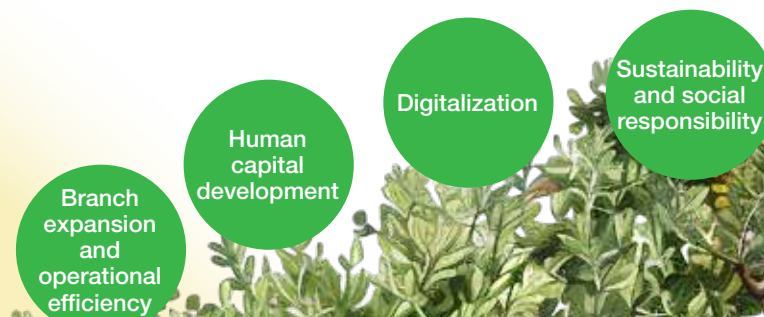 Branch
expansion
and
operational
efficiency
Human
capital
development
Digitalization
Sustainability
and social
responsibility